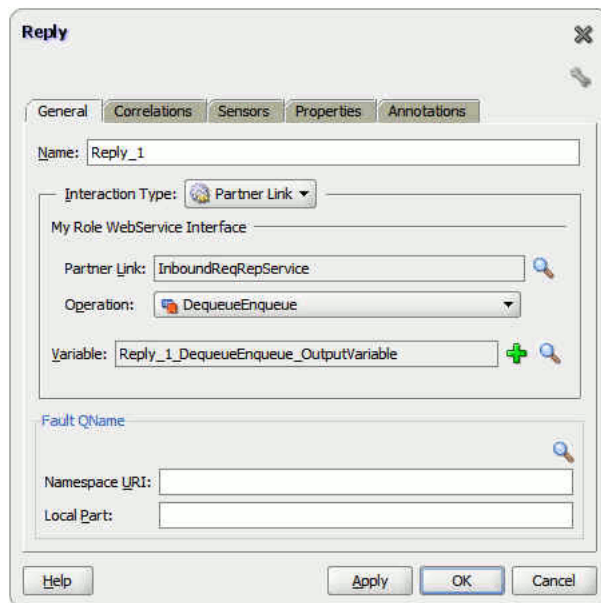 Reply
General Correlations Sensors Properties Annotations
Name: Reply_1
Interaction Type: Partner Link
My Role WebService Interface
Partner Link: InboundReqRepService
Operation: DequeueEnqueue
Variable: Reply_1_DequeueEnqueue_OutputVariable
Fault QName
Namespace URI:
Local Part:
Help Apply OK Cancel